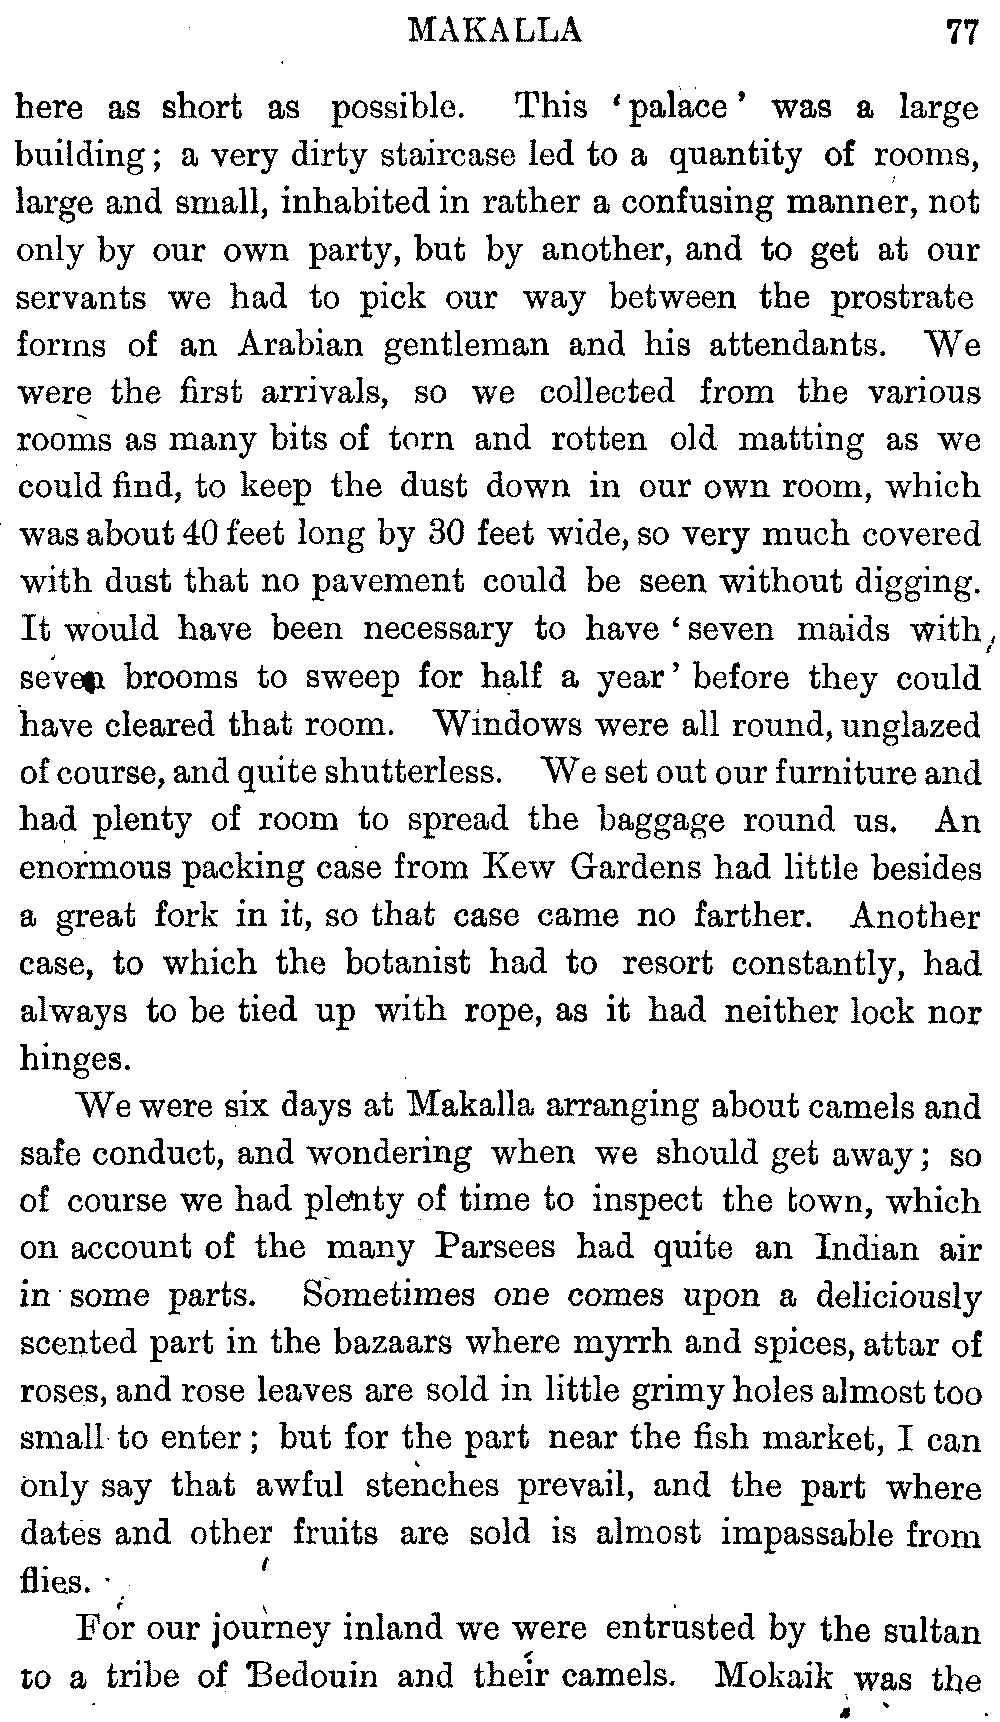 MAKALLA 77
here as short as possible. This ‘palace’ was a large
building; a very dirty staircase led to a quantity of rooms,
large and small, inhabited in rather a confusing manner, not
only by our own party, but by another, and to get at our
servants we had to pick our way between the prostrate
forms of an Arabian gentleman and his attendants. We
were the first arrivals, so we collected from the various
rooms as many bits of torn and rotten old matting as we
could find, to keep the dust down in our own room, which
was about 40 feet long by 30 feet wide, so very much covered
with dust that no pavement could be seen without digging.
It would have been necessary to have ‘seven maids with
seven brooms to sweep for half a year’ before they could
have cleared that room. Windows were all round, unglazed
of course, and quite shutterless. We set out our furniture and
had plenty of room to spread the baggage round us. An
enormous packing case from Kew Gardens had little besides
a great fork in it, so that case came no farther. Another
case, to which the botanist had to resort constantly, had
always to be tied up with rope, as it had neither lock nor
hinges.
We were six days at Makalla arranging about camels and
safe conduct, and wondering when we should get away; so
of course we had plenty of time to inspect the town, which
on account of the many Parsees had quite an Indian air
in some parts. Sometimes one comes upon a deliciously
scented part in the bazaars where myrrh and spices, attar of
roses, and rose leaves are sold in little grimy holes almost too
small to enter; but for the part near the fish market, I can
only say that awful stenches prevail, and the part where
dates and other fruits are sold is almost impassable from
flies.
For our journey inland we were entrusted by the sultan
to a tribe of Bedouin and their camels. Mokaik was the